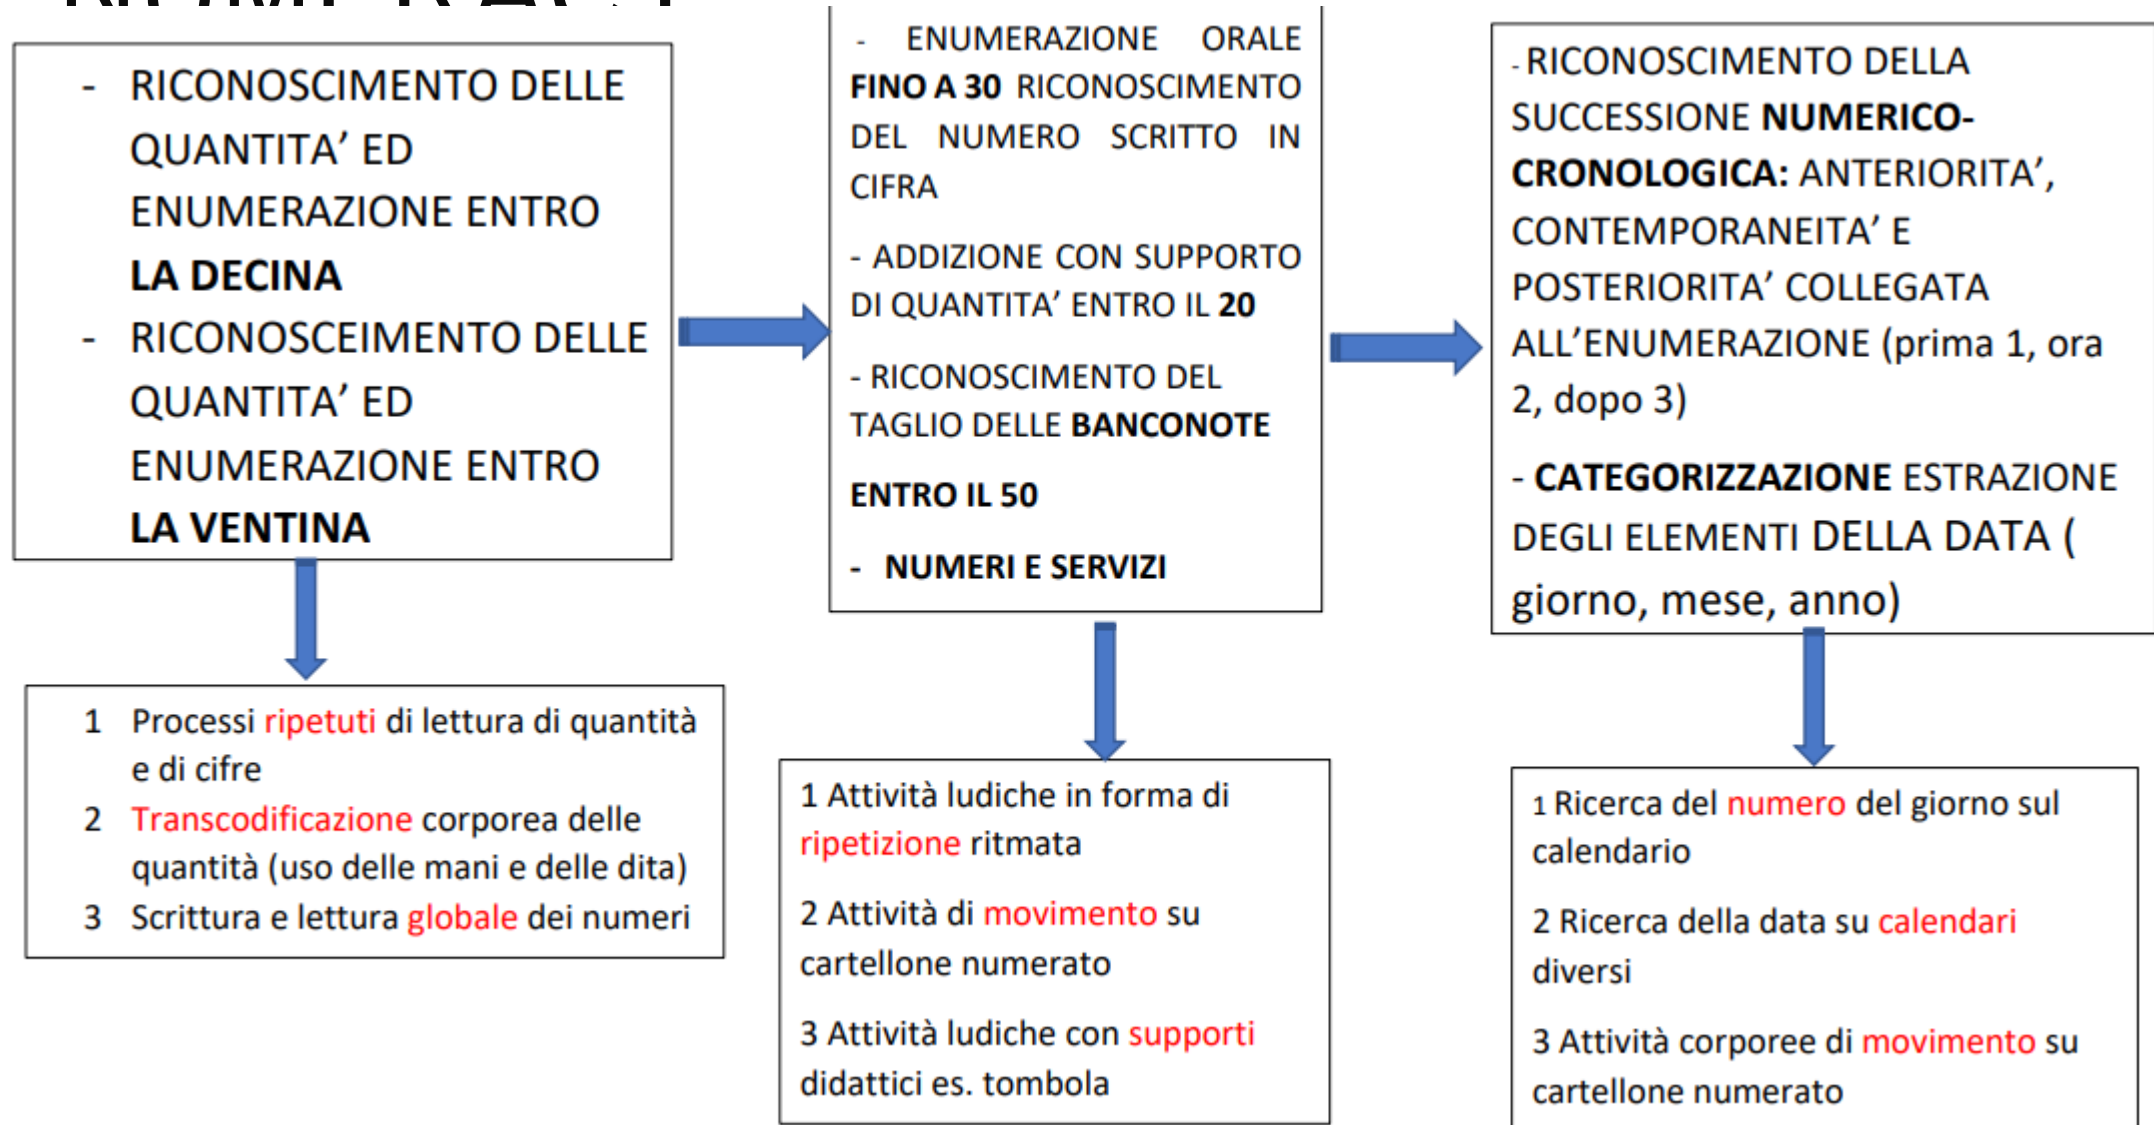 - RICONOSCIMENTO DELLE
QUANTITA’ ED
ENUMERAZIONE ENTRO
LA DECINA
- RICONOSCEIMENTO DELLE
QUANTITA’ ED
ENUMERAZIONE ENTRO
LA VENTINA
- ENUMERAZIONE ORALE
FINO A 30 RICONOSCIMENTO
DEL NUMERO SCRITTO IN
CIFRA
- ADDIZIONE CON SUPPORTO
DI QUANTITA’ ENTRO IL 20
- RICONOSCIMENTO DEL
TAGLIO DELLE BANCONOTE
ENTRO IL 50
- NUMERI E SERVIZI
- RICONOSCIMENTO DELLA
SUCCESSIONE NUMERICO-
CRONOLOGICA: ANTERIORITA’,
CONTEMPORANEITA’ E
POSTERIORITA’ COLLEGATA
ALL’ENUMERAZIONE (prima 1, ora
2, dopo 3)
- CATEGORIZZAZIONE ESTRAZIONE
DEGLI ELEMENTI DELLA DATA (
giorno, mese, anno)
1 Processi ripetuti di lettura di quantità
e di cifre
2 Transcodificazione corporea delle
quantità (uso delle mani e delle dita)
3 Scrittura e lettura globale dei numeri
1 Attività ludiche in forma di
ripetizione ritmata
2 Attività di movimento su
cartellone numerato
3 Attività ludiche con supporti
didattici es. tombola
1 Ricerca del numero del giorno sul
calendario
2 Ricerca della data su calendari
diversi
3 Attività corporee di movimento su
cartellone numerato